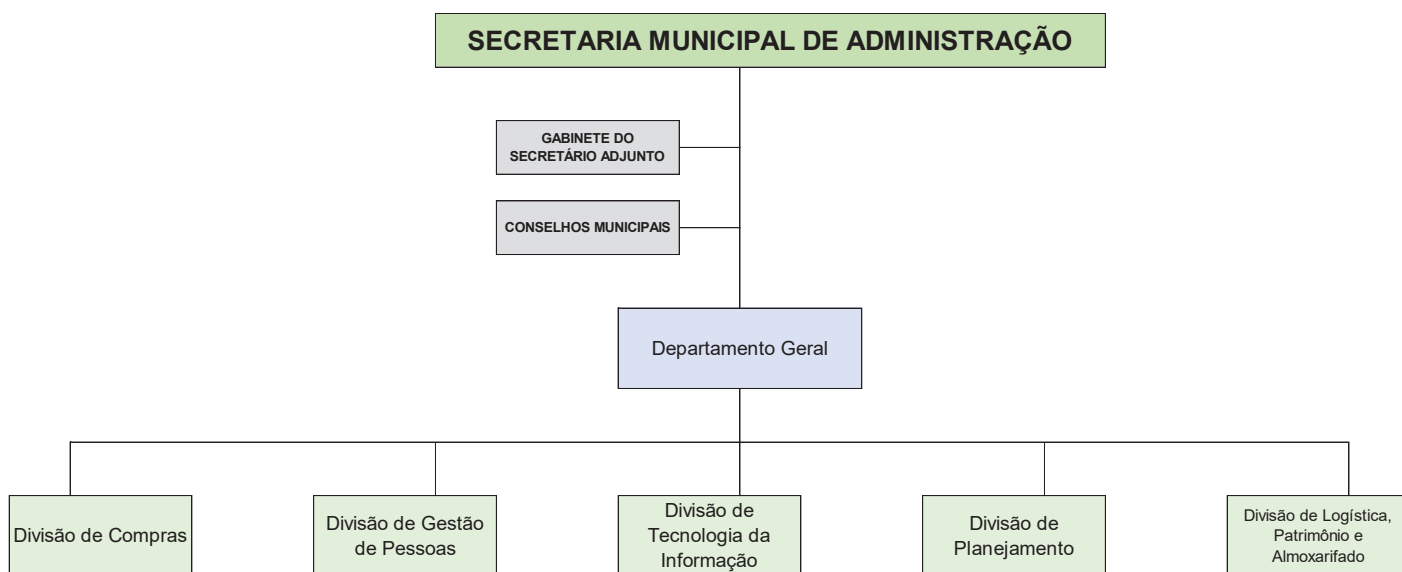 SECRETARIA MUNICIPAL DE ADMINISTRAÇÃO
GABINETE DO
SECRETÁRIO ADJUNTO
CONSELHOS MUNICIPAIS
Departamento Geral
Divisão de Compras
Divisão de Gestão
de Pessoas
Divisão de
Tecnologia da
Informação
Divisão de
Planejamento
Divisão de Logística,
Patrimônio e
Almoxarifado